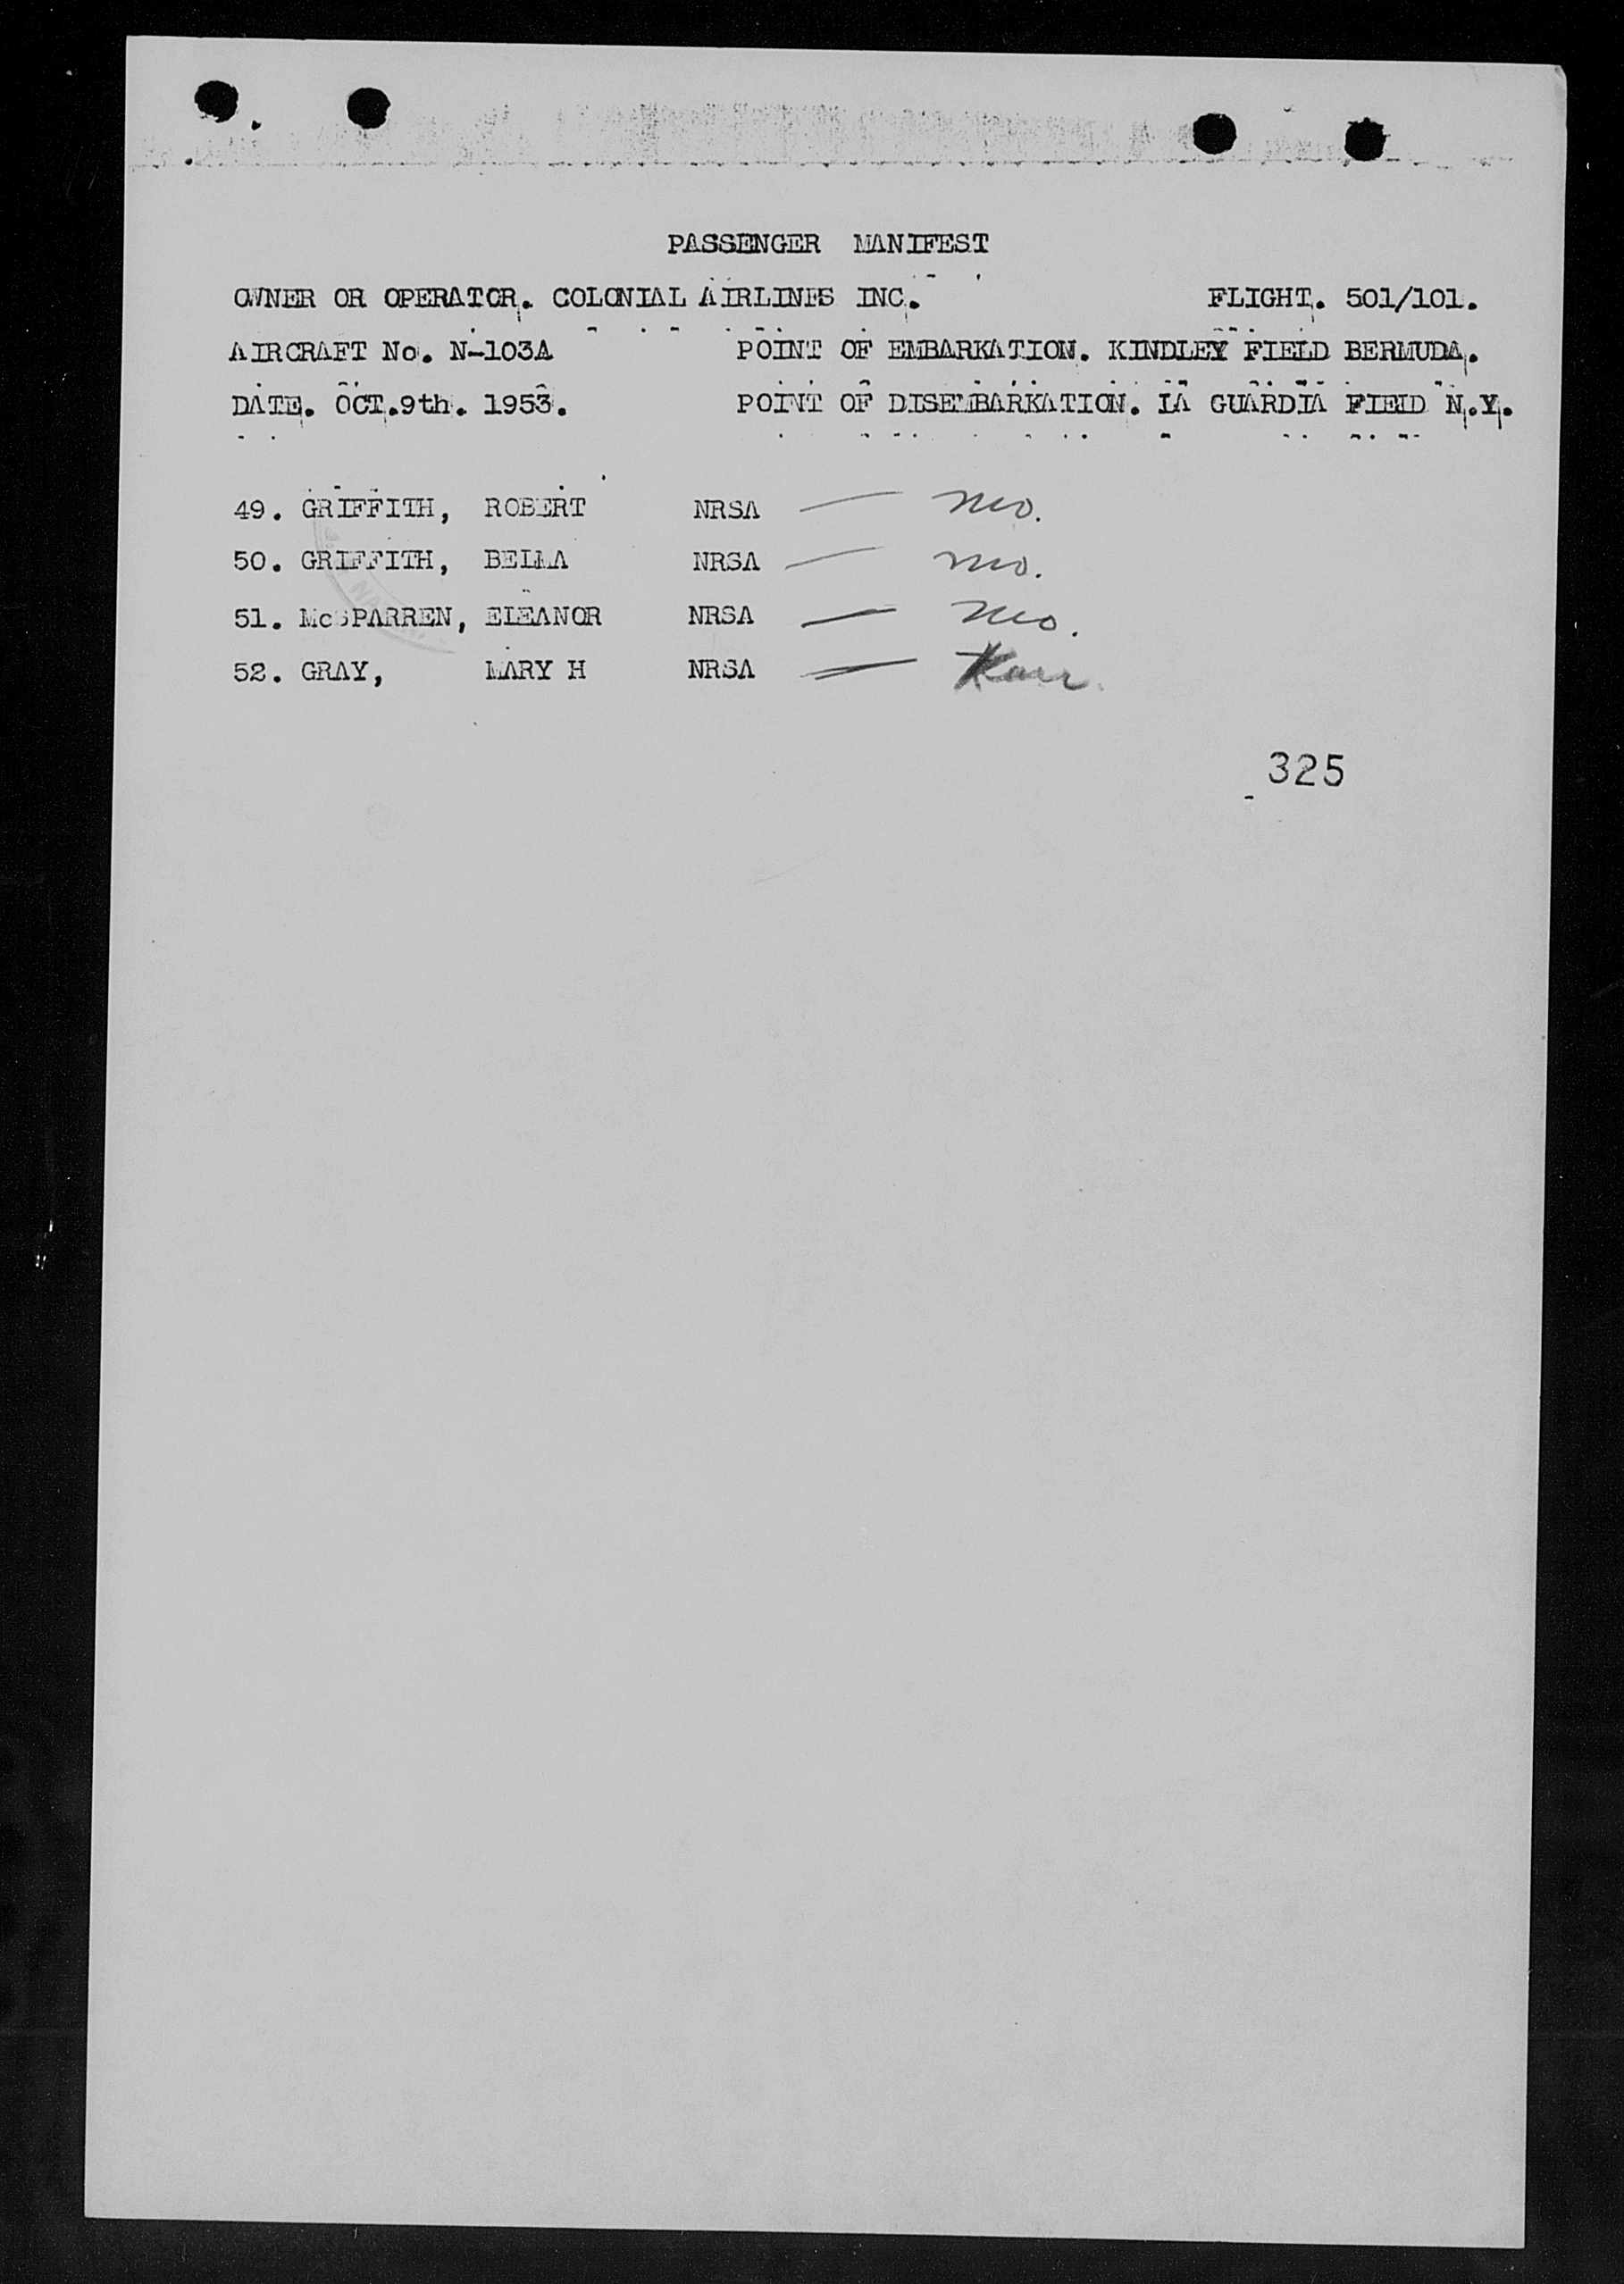 PASSENGER MANIFEST
OWNER OR OPERATOR. COLONIAL AIRLINES INC. FLIGHT. 501/101.
AIRCRAFT No. N-103A POINT OF EMBARKATION. KINDLEY FIELD BERMUDA.
DATE. OCT.9th. 1953. POINT OF DISEMBARKATION. LA GUARDIA FIELD N.Y.
49. GRIFFITH, ROBERT NRSA — mo.
50. GRIFFITH, BELLA NRSA — mo.
51. McSPARREN, ELEANOR NRSA — mo.
52. GRAY, MARY H NRSA —
325